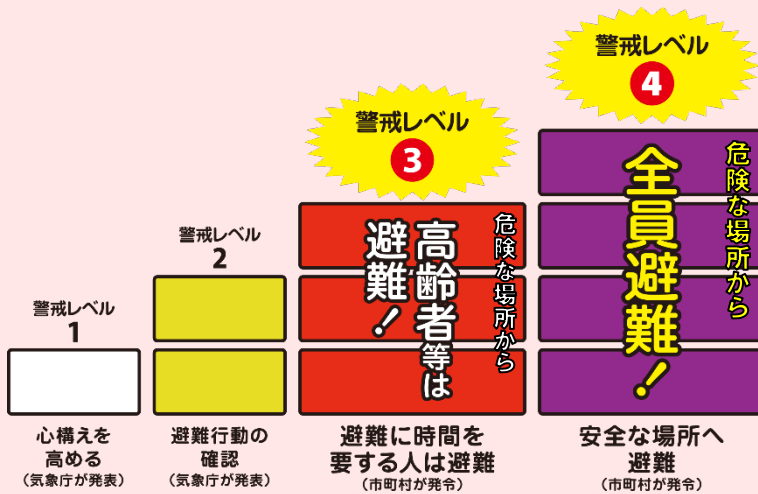 警戒レベル
1
心構えを
高める
(気象庁が発表)
警戒レベル
2
避難行動の
確認
(気象庁が発表)
警戒レベル
3
危険な場所から
高齢者等は
避難！
避難に時間を
要する人は避難
(市町村が発令)
警戒レベル
4
危険な場所から
全員避難！
安全な場所へ
避難
(市町村が発令)